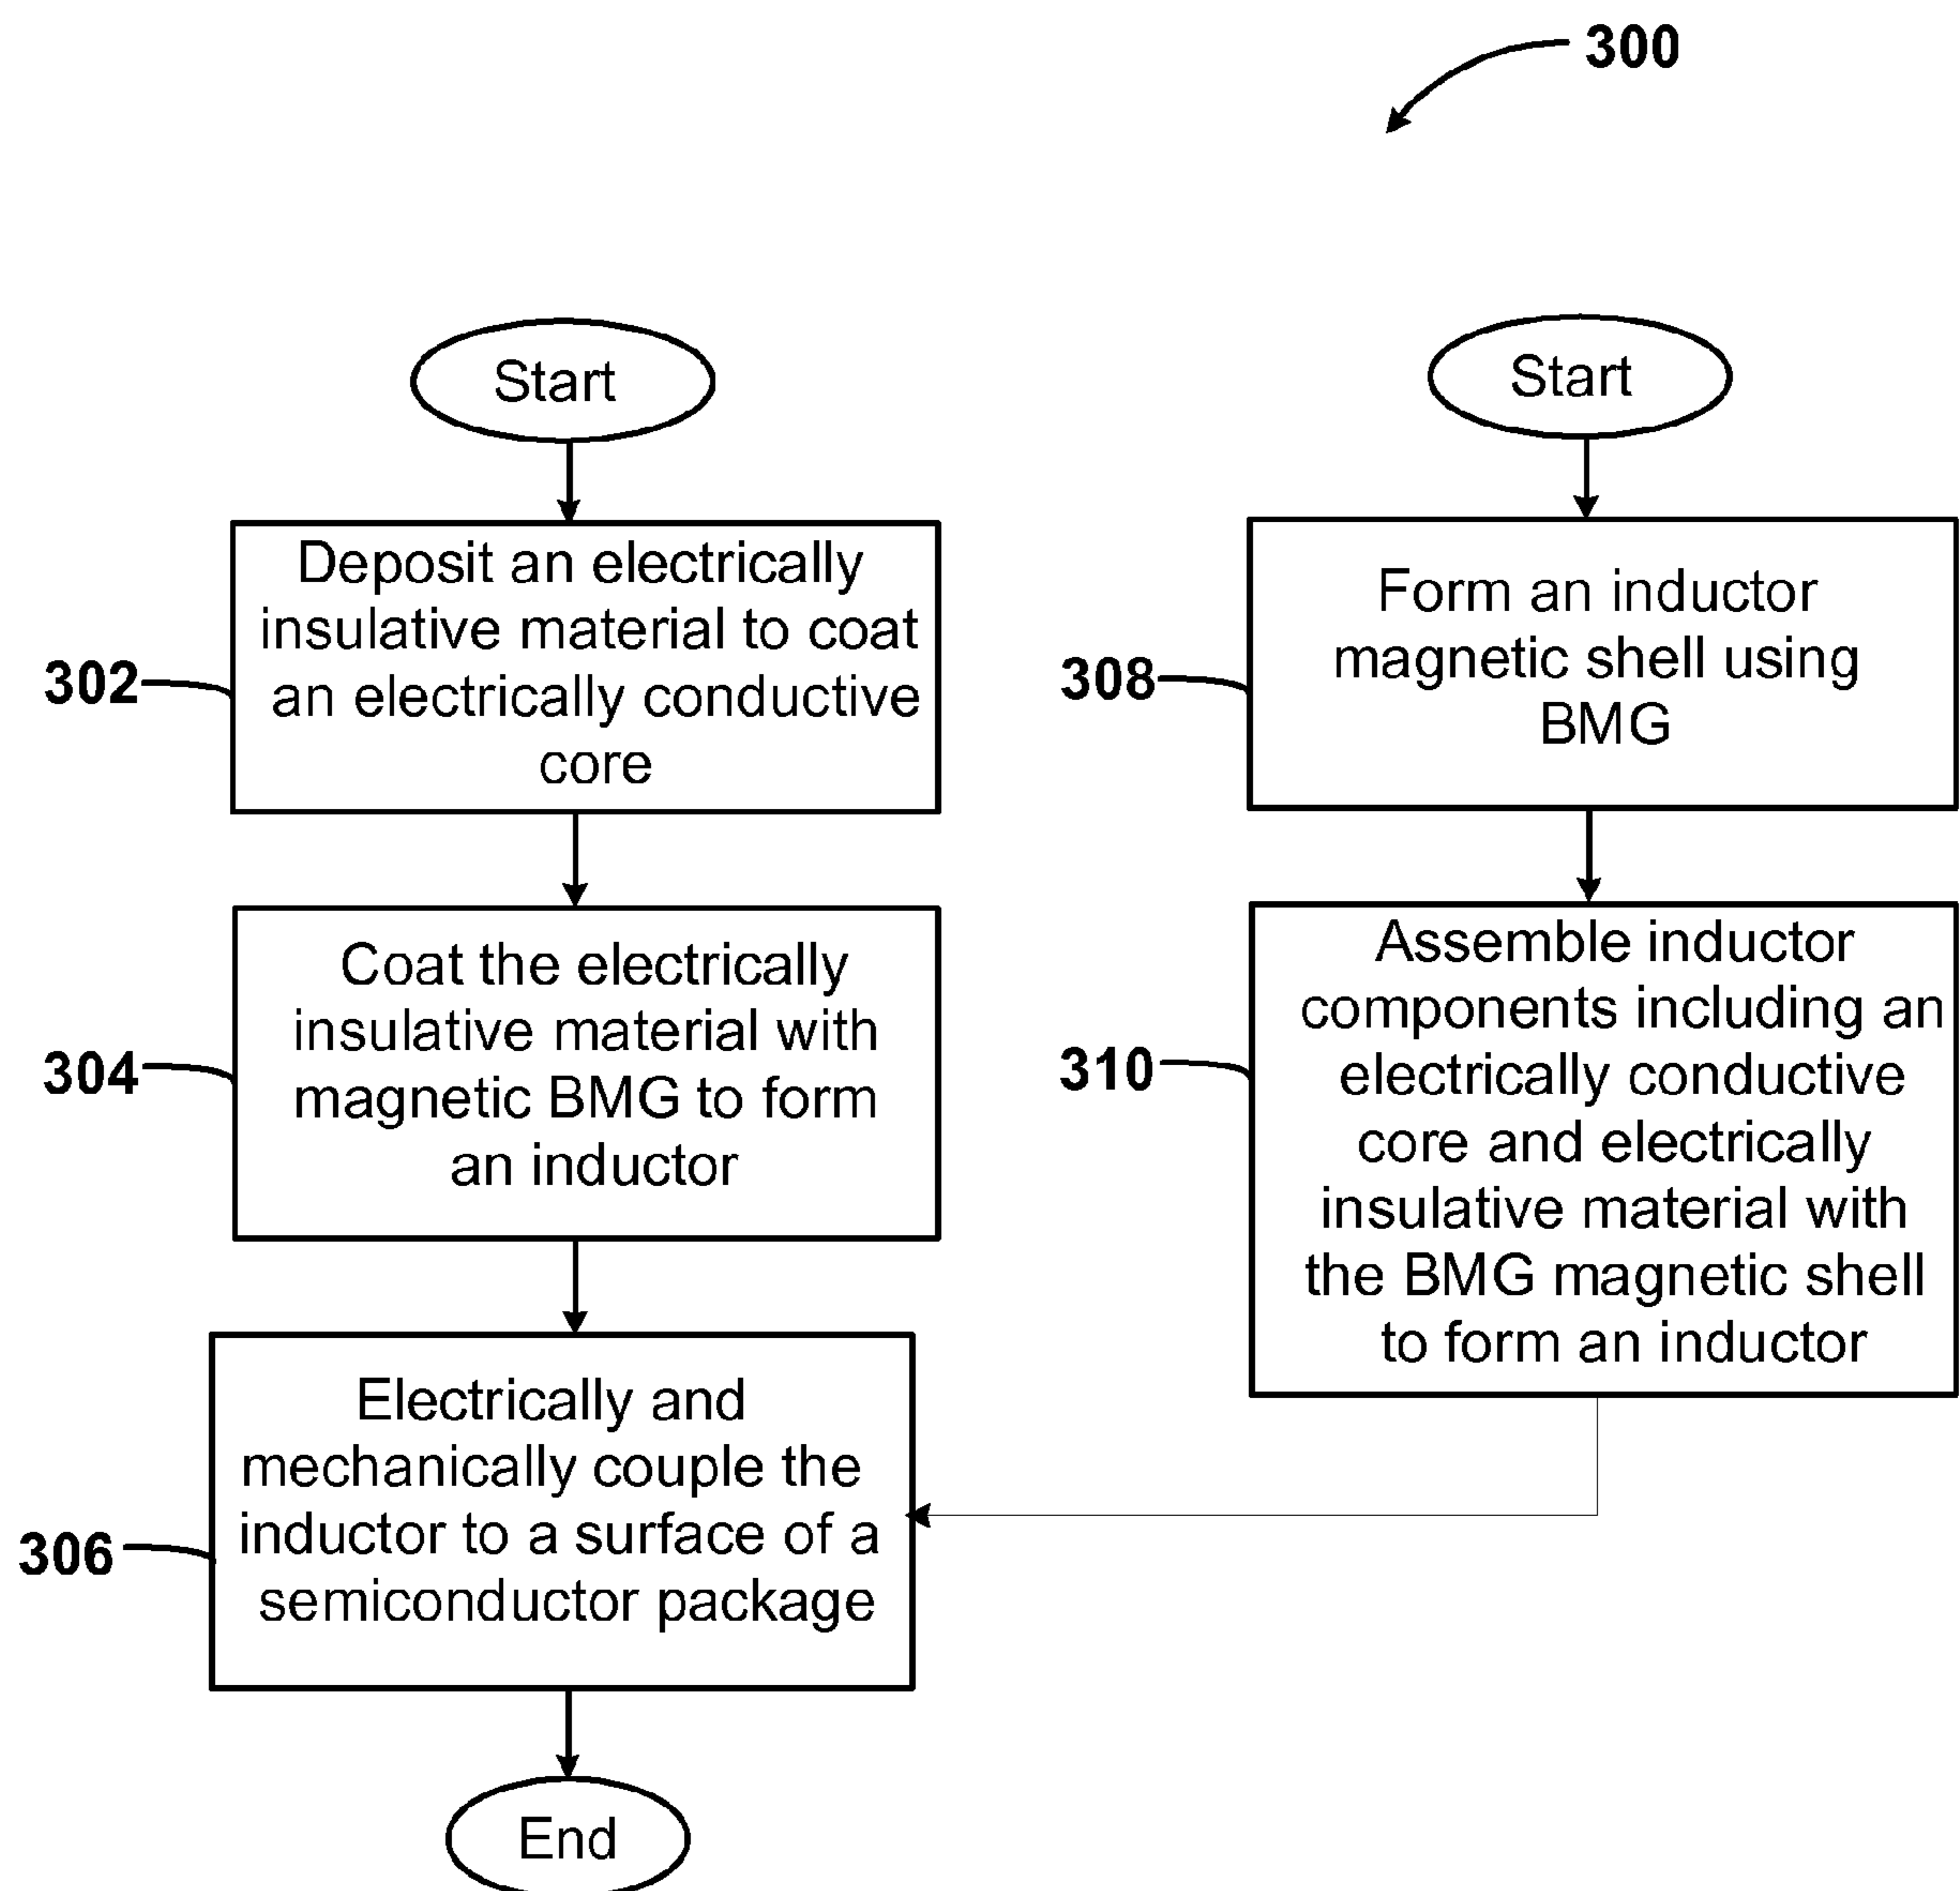 300
Start
Deposit an electrically
insulative material to coat
an electrically conductive
core
302
Coat the electrically
insulative material with
magnetic BMG to form
an inductor
304
Electrically and
mechanically couple the
inductor to a surface of a
semiconductor package
306
End
Start
Form an inductor
magnetic shell using
BMG
308
Assemble inductor
components including an
electrically conductive
core and electrically
insulative material with
the BMG magnetic shell
to form an inductor
310